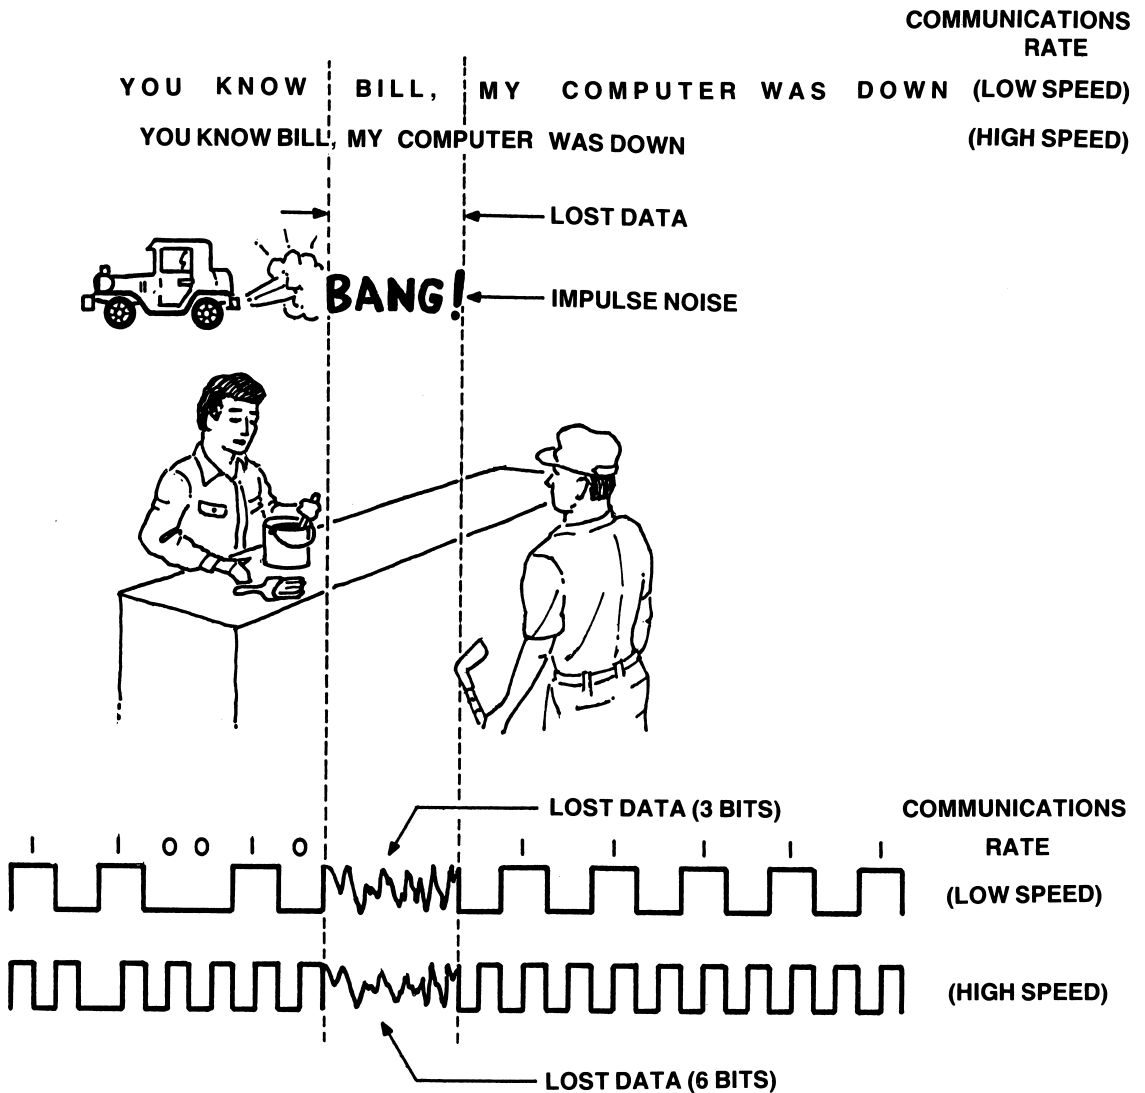 COMMUNICATIONS
RATE
YOU KNOW BILL, MY COMPUTER WAS DOWN (LOW SPEED)
YOU KNOW BILL, MY COMPUTER WAS DOWN (HIGH SPEED)
LOST DATA
BANG!
IMPULSE NOISE
LOST DATA (3 BITS)
COMMUNICATIONS
RATE
1 1 0 0 1 0 1 1 1 1 1
(LOW SPEED)
(HIGH SPEED)
LOST DATA (6 BITS)